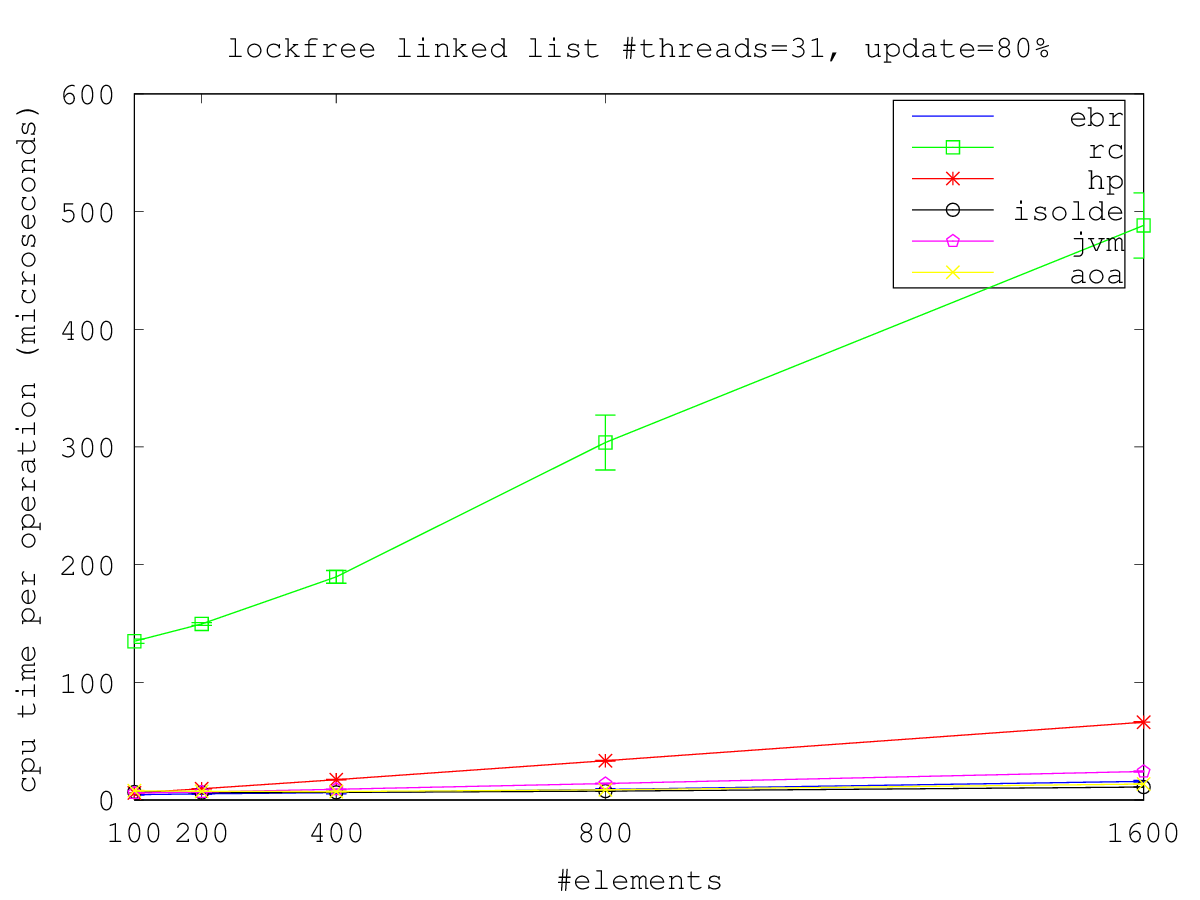 lockfree linked list #threads=31, update=80%
cpu time per operation (microseconds)
600
500
400
300
200
100
0
ebr
rc
hp
isolde
jvm
aoa
100 200 400 800 1600
#elements